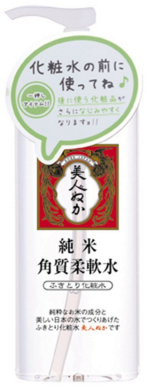 化粧水の前に
使ってね♪
後に使う化粧品が
さらになじみやすく
なりますょ!!
美人ぬか
純米
角質柔軟水
ふきとり化粧水
純粋なお米の成分と
美しい日本の水でつくりあげた
ふきとり化粧水 美人ぬかです